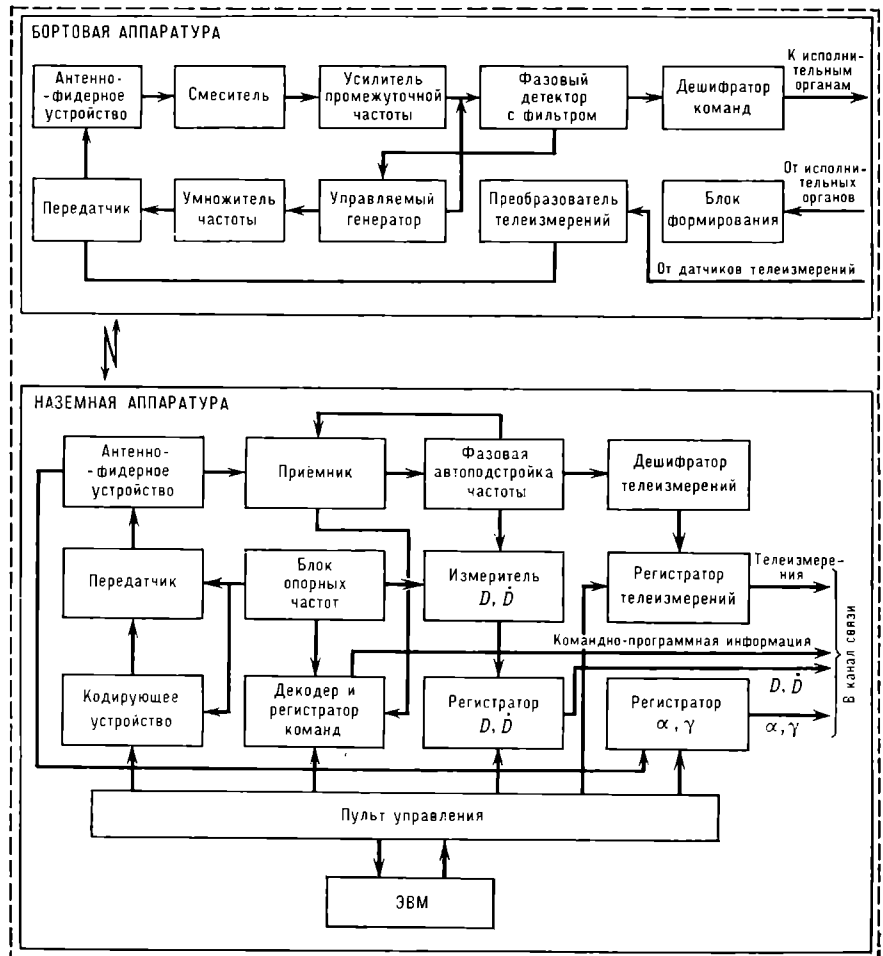 БОРТОВАЯ АППАРАТУРА
Антенно-
-фидерное
устройство
Смеситель
Усилитель
промежуточной
частоты
Фазовый
детектор
с фильтром
Дешифратор
команд
К исполни-
тельным
органам
Передатчик
Умножитель
частоты
Управляемый
генератор
Преобразователь
телеизмерений
Блок
формирования
От исполни-
тельных
органов
От датчиков телеизмерений
НАЗЕМНАЯ АППАРАТУРА
Антенно-
-фидерное
устройство
Приёмник
Фазовая
автоподстройка
частоты
Дешифратор
телеизмерений
Передатчик
Блок
опорных
частот
Измеритель
D, Ḋ
Регистратор
телеизмерений
Телеизмере-
ния
Командно-программная информация
Кодирующее
устройство
Декодер и
регистратор
команд
Регистратор
D, Ḋ
Регистратор
α, γ
D, Ḋ
α, γ
В канал связи
Пульт управления
ЭВМ